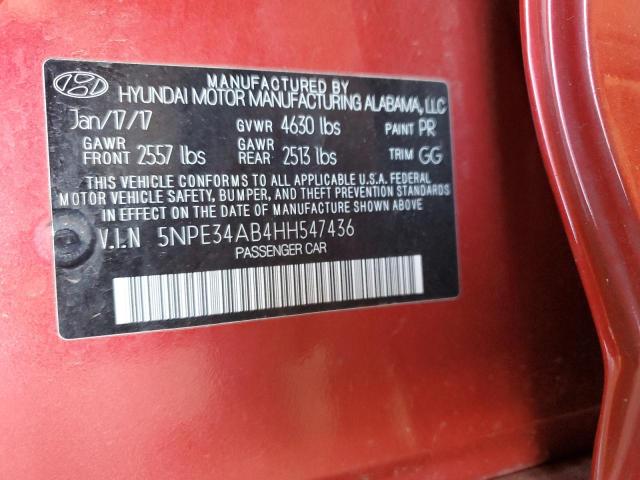 MANUFACTURED BY
HYUNDAI MOTOR MANUFACTURING ALABAMA, LLC
Jan/17/17 GVWR 4630 lbs PAINT PR
GAWR FRONT 2557 lbs GAWR REAR 2513 lbs TRIM GG
THIS VEHICLE CONFORMS TO ALL APPLICABLE U.S.A. FEDERAL
MOTOR VEHICLE SAFETY, BUMPER, AND THEFT PREVENTION STANDARDS
IN EFFECT ON THE DATE OF MANUFACTURE SHOWN ABOVE
V.I.N 5NPE34AB4HH547436
PASSENGER CAR